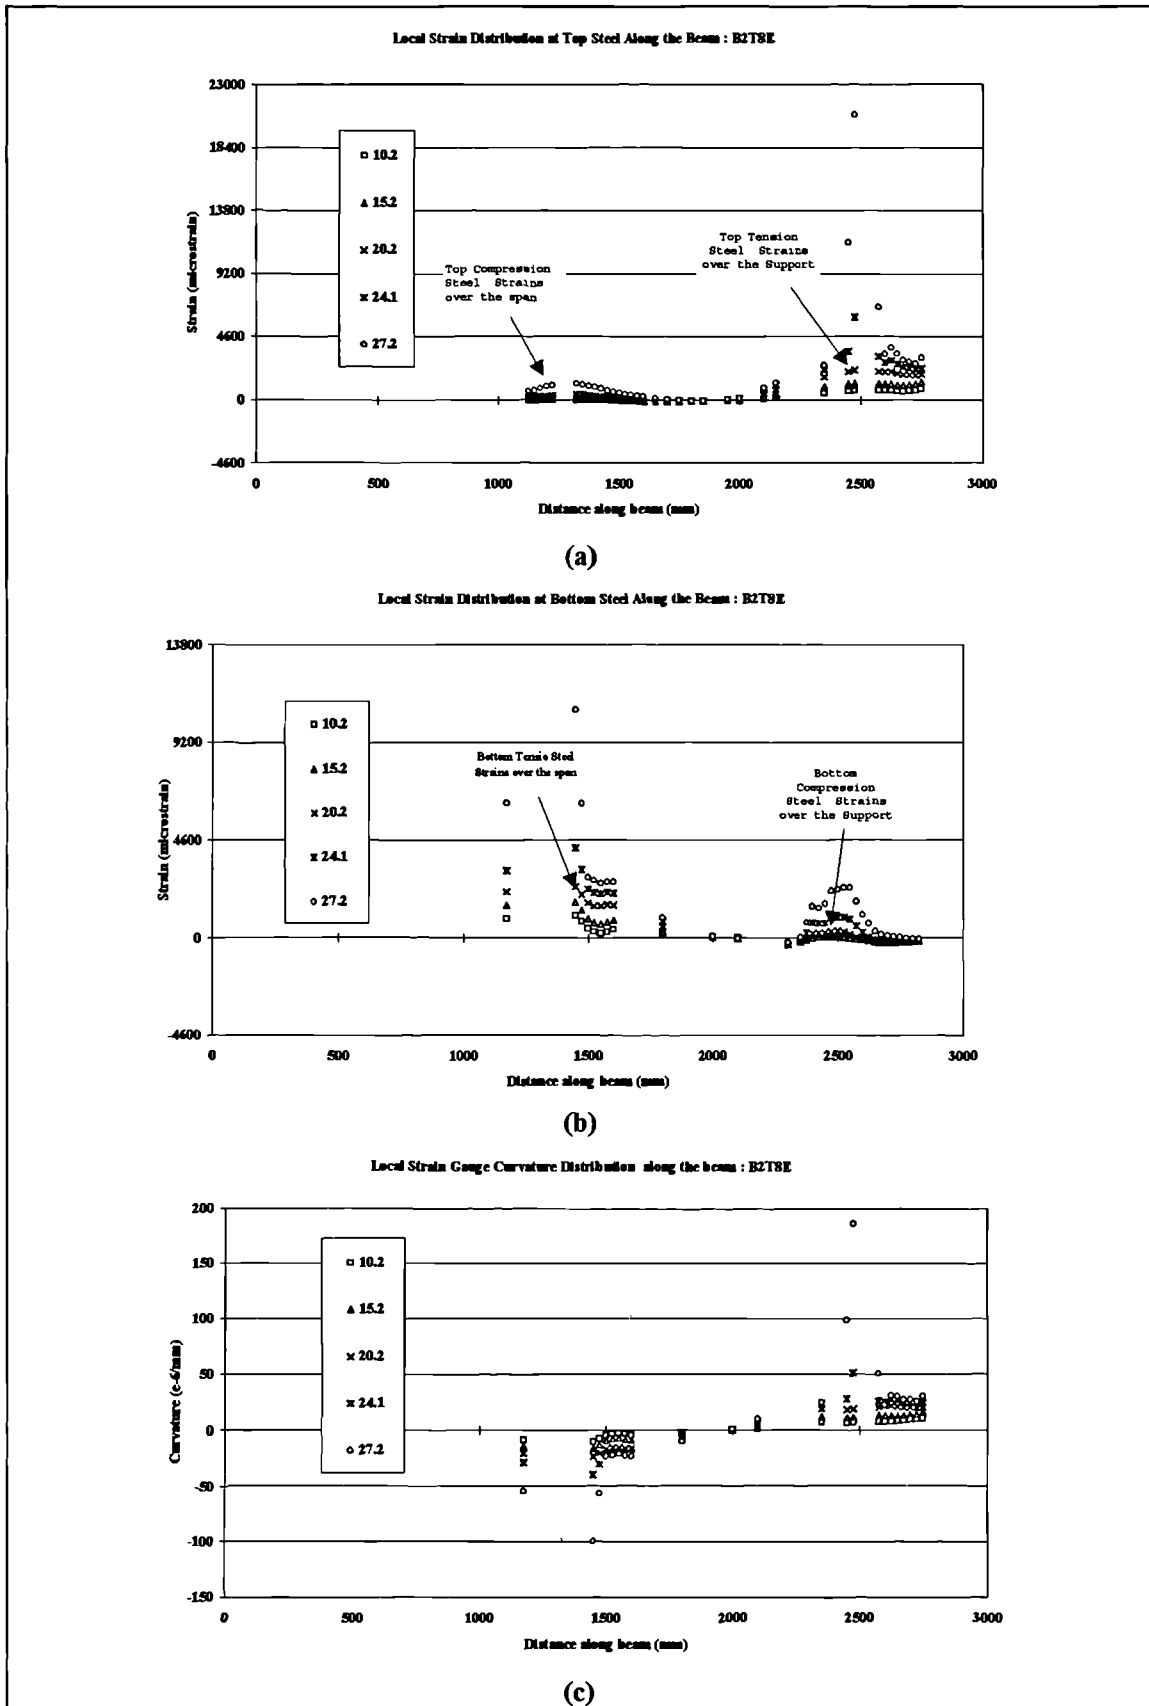 Local Strain Distribution at Top Steel Along the Beam : B2T8E
23000
18400
13800
9200
4600
0
-4600
Strain (microstrain)
10.2
15.2
20.2
24.1
27.2
Top Compression
Steel Strains
over the span
Top Tension
Steel Strains
over the Support
0 500 1000 1500 2000 2500 3000
Distance along beam (mm)
(a)
Local Strain Distribution at Bottom Steel Along the Beam : B2T8E
13800
9200
4600
0
-4600
Strain (microstrain)
10.2
15.2
20.2
24.1
27.2
Bottom Tensio Steel
Strains over the span
Bottom
Compression
Steel Strains
over the Support
0 500 1000 1500 2000 2500 3000
Distance along beam (mm)
(b)
Local Strain Gauge Curvature Distribution along the beam : B2T8E
200
150
100
50
0
-50
-100
-150
Curvature (e-6/mm)
10.2
15.2
20.2
24.1
27.2
0 500 1000 1500 2000 2500 3000
Distance along beam (mm)
(c)